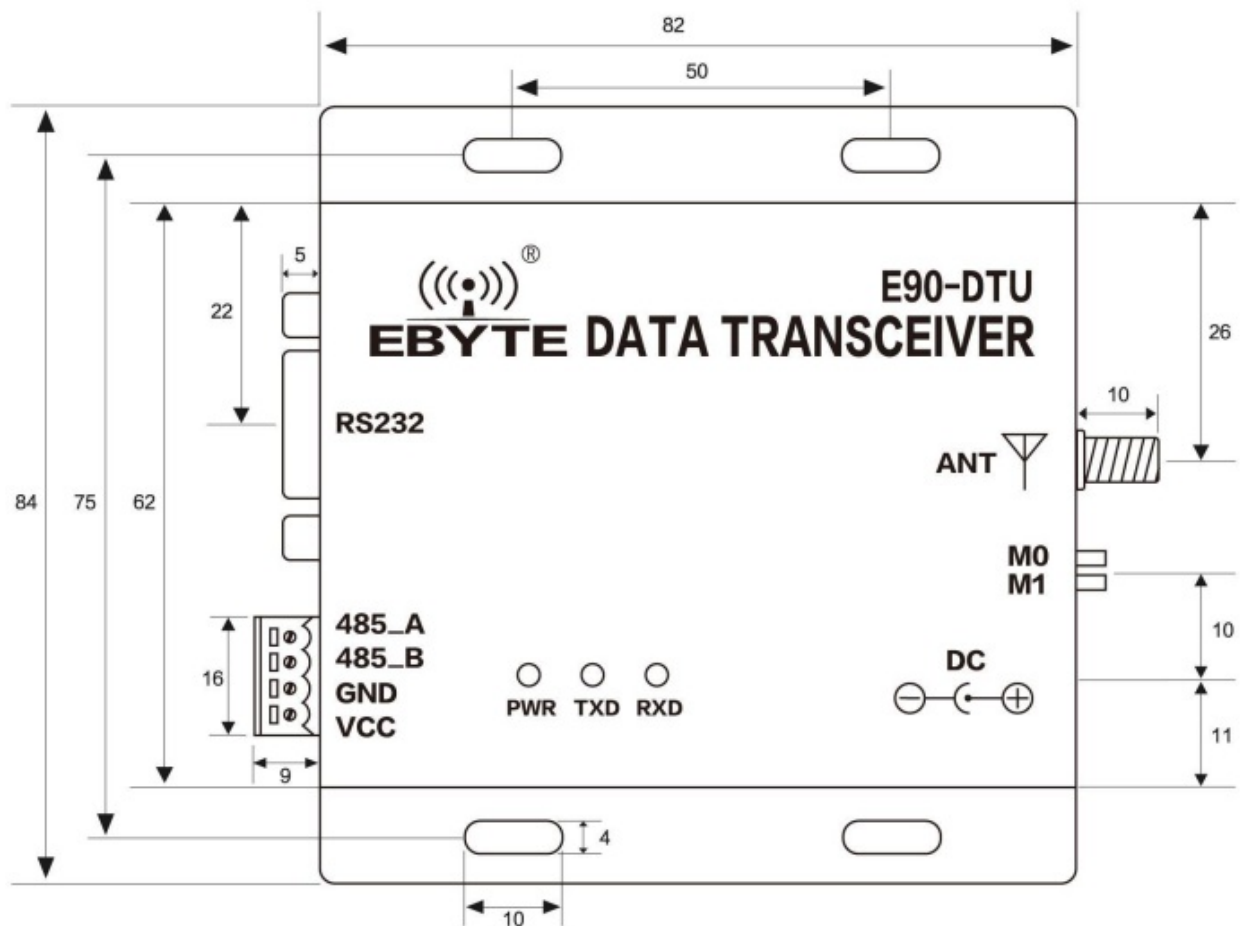 82
50
5
®
E90-DTU
EBYTE DATA TRANSCEIVER
22
26
RS232
10
ANT
84
75
62
M0
M1
485_A
485_B
GND
VCC
16
10
DC
PWR TXD RXD
11
9
4
10